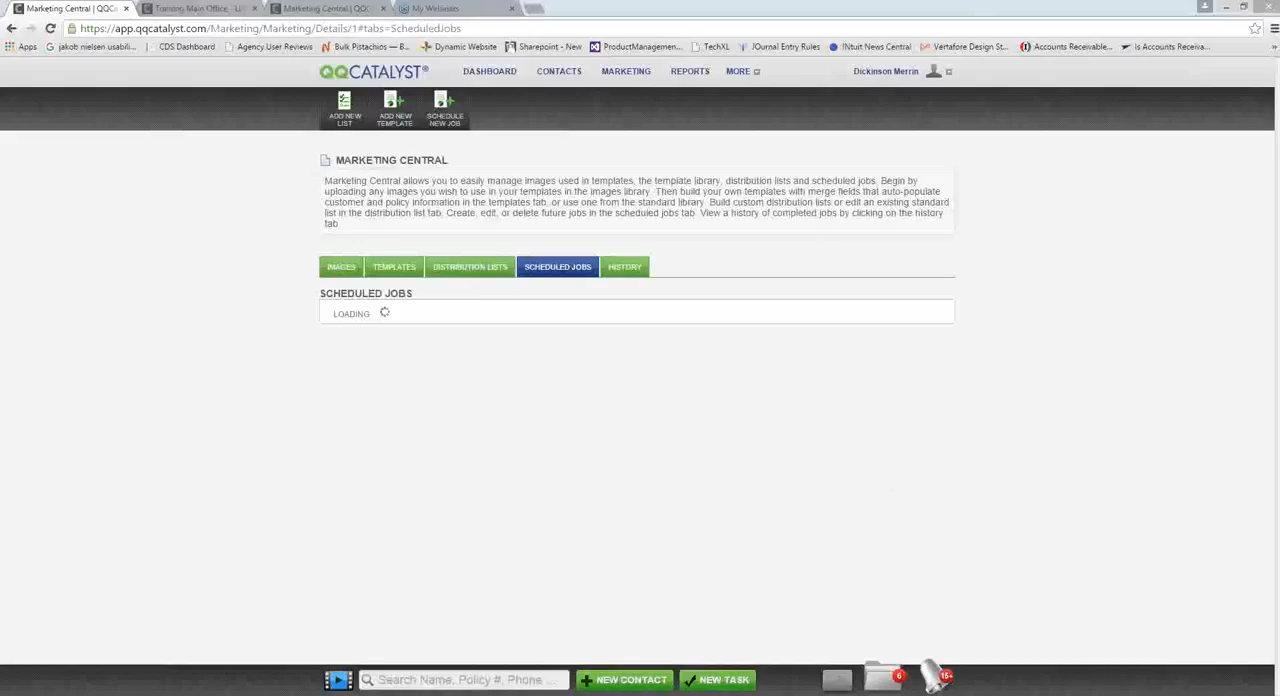 Marketing Central | QQCa
Training Main Office, - LI
Marketing Central | QQC
My Webinars
https://app.qqcatalyst.com/Marketing/Marketing/Details/1#tabs=ScheduledJobs
Apps
jakob nielsen usabili...
CDS Dashboard
Agency User Reviews
Bulk Pistachios — B...
Dynamic Website
Sharepoint - New
ProductManagemen...
TechXL
JOurnal Entry Rules
INtuit News Central
Vertafore Design St...
Accounts Receivable...
Is Accounts Receiva...
QQCATALYST®
DASHBOARD
CONTACTS
MARKETING
REPORTS
MORE
Dickinson Merrin
ADD NEW
LIST
ADD NEW
TEMPLATE
SCHEDULE
NEW JOB
MARKETING CENTRAL
Marketing Central allows you to easily manage images used in templates, the template library, distribution lists and scheduled jobs. Begin by
uploading any images you wish to use in your templates in the images library. Then build your own templates with merge fields that auto-populate
customer and policy information in the templates tab, or use one from the standard library. Build custom distribution lists or edit an existing standard
list in the distribution list tab. Create, edit, or delete future jobs in the scheduled jobs tab. View a history of completed jobs by clicking on the history
tab
IMAGES
TEMPLATES
DISTRIBUTION LISTS
SCHEDULED JOBS
HISTORY
SCHEDULED JOBS
LOADING
Search Name, Policy #, Phone ...
NEW CONTACT
NEW TASK
6
15+